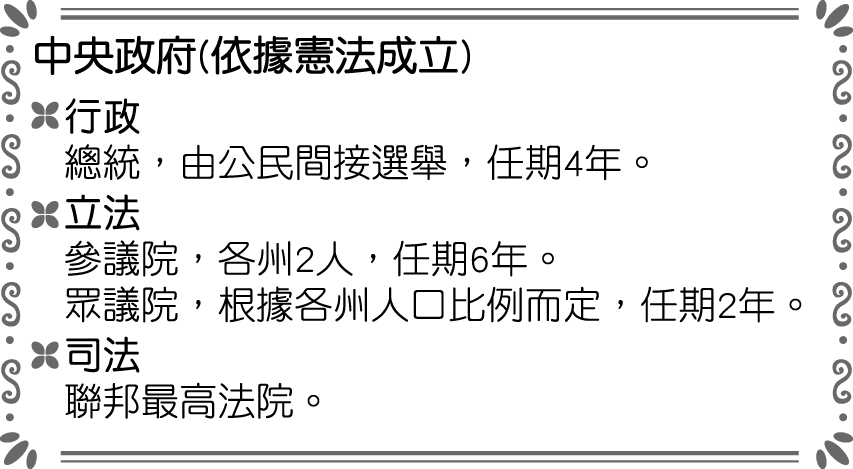 中央政府(依據憲法成立)
行政
總統，由公民間接選舉，任期4年。
立法
參議院，各州2人，任期6年。
眾議院，根據各州人口比例而定，任期2年。
司法
聯邦最高法院。